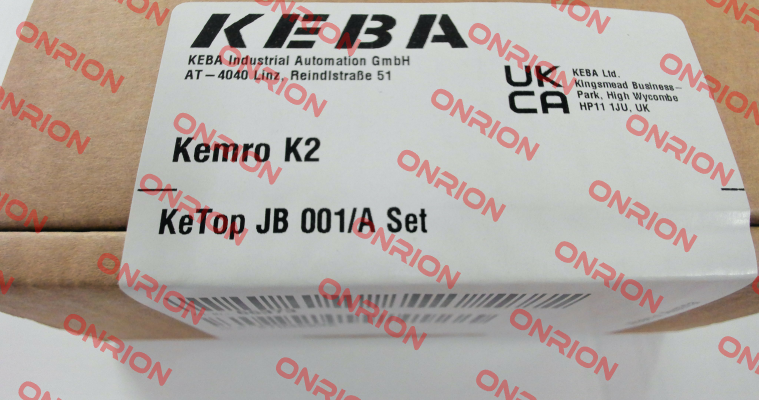 KEBA
KEBA Industrial Automation GmbH
AT-4040 Linz, Reindlstraße 51
UK
CA
KEBA Ltd.
Kingsmead Business-
Park, High Wycombe
HP11 1JU, UK
Kemro K2
KeTop JB 001/A Set
ONRION